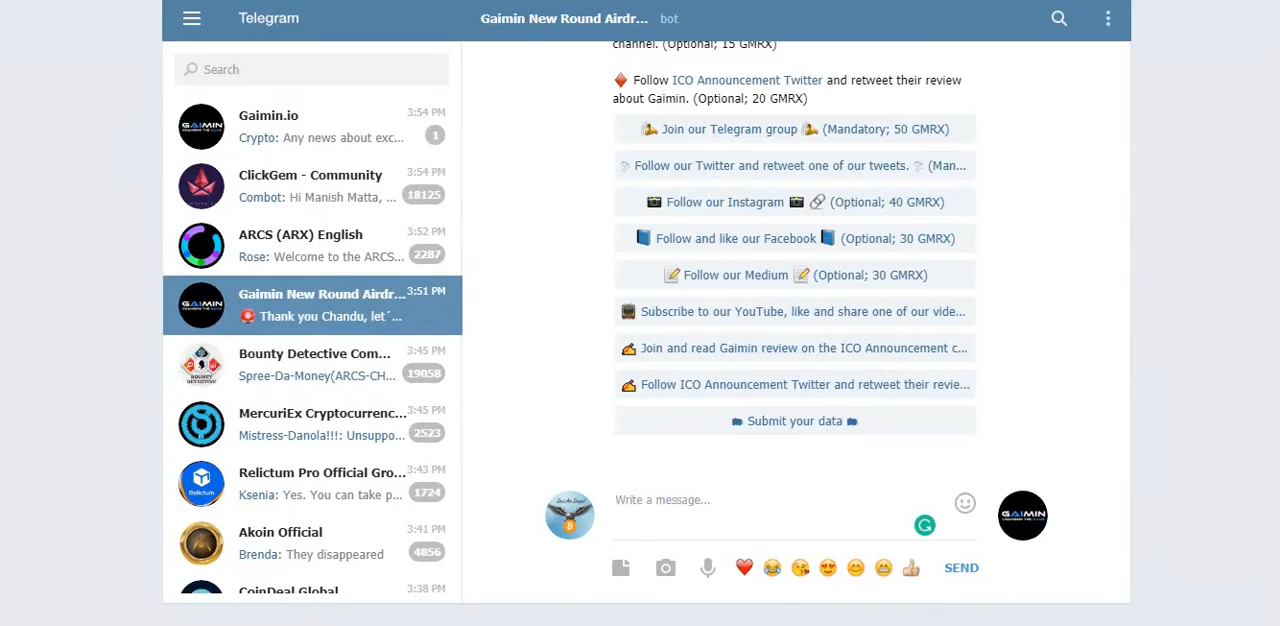 Telegram
Gaimin New Round Airdr... bot
Search
Gaimin.io 3:54 PM
Crypto: Any news about exc... 1
ClickGem - Community 3:54 PM
Combot: Hi Manish Matta, ... 18125
ARCS (ARX) English 3:52 PM
Rose: Welcome to the ARCS... 2287
Gaimin New Round Airdr... 3:51 PM
Thank you Chandu, let´...
Bounty Detective Com... 3:45 PM
Spree-Da-Money(ARCS-CH... 19058
MercuriEx Cryptocurrenc... 3:45 PM
Mistress-Danola!!!: Unsuppo... 2523
Relictum Pro Official Gro... 3:43 PM
Ksenia: Yes. You can take p... 1724
Akoin Official 3:41 PM
Brenda: They disappeared 4856
CoinDeal Global 3:38 PM
channel. (Optional; 15 GMRX)
Follow ICO Announcement Twitter and retweet their review
about Gaimin. (Optional; 20 GMRX)
Join our Telegram group (Mandatory; 50 GMRX)
Follow our Twitter and retweet one of our tweets. (Man...
Follow our Instagram (Optional; 40 GMRX)
Follow and like our Facebook (Optional; 30 GMRX)
Follow our Medium (Optional; 30 GMRX)
Subscribe to our YouTube, like and share one of our vide...
Join and read Gaimin review on the ICO Announcement c...
Follow ICO Announcement Twitter and retweet their revie...
Submit your data
Write a message...
SEND
GAIMIN
Relictum